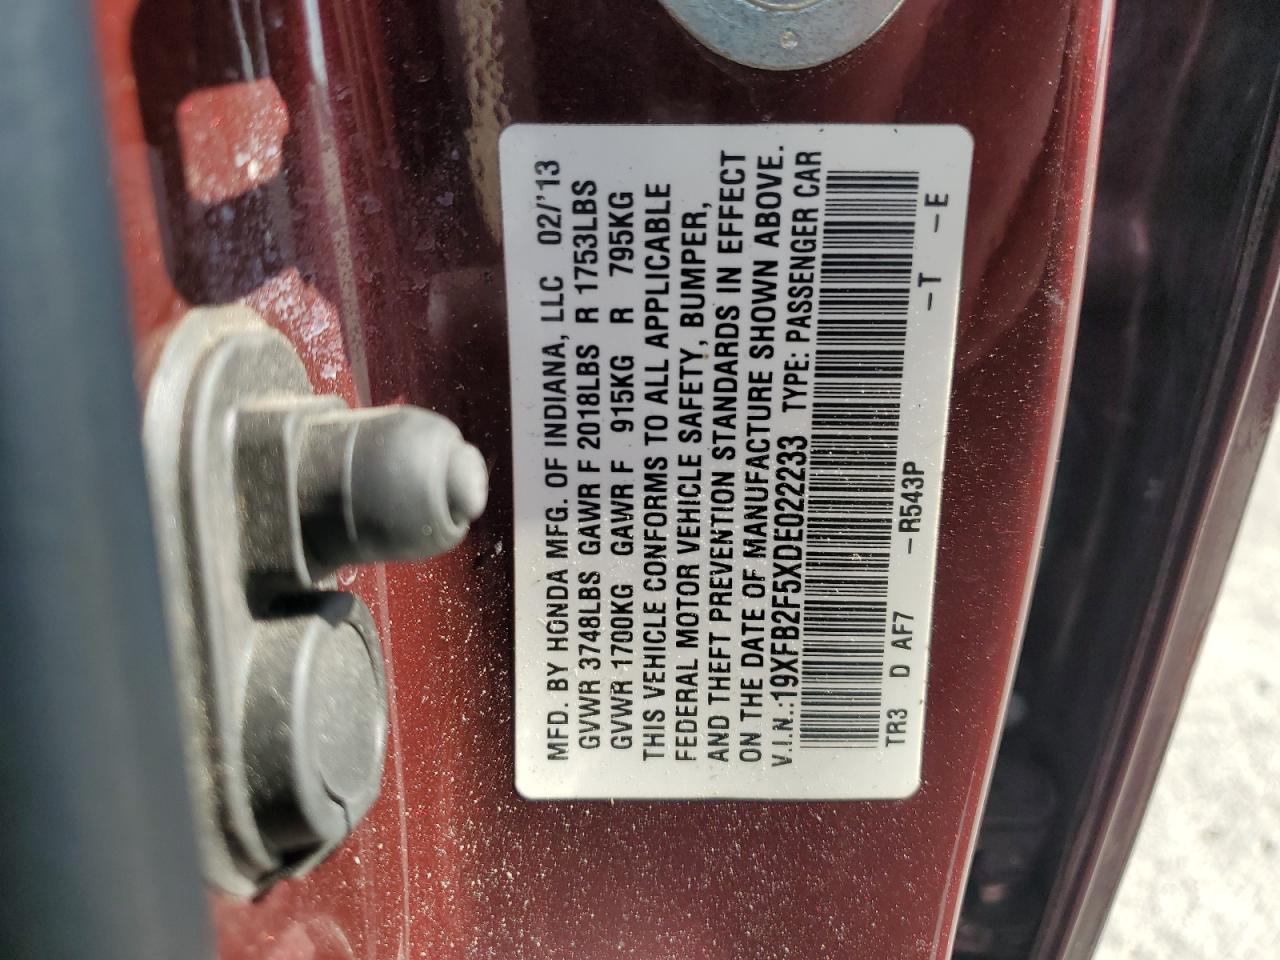 MFD. BY HONDA MFG. OF INDIANA, LLC 02/'13
GVWR 3748LBS GAWR F 2018LBS R 1753LBS
GVWR 1700KG GAWR F 915KG R 795KG
THIS VEHICLE CONFORMS TO ALL APPLICABLE
FEDERAL MOTOR VEHICLE SAFETY, BUMPER,
AND THEFT PREVENTION STANDARDS IN EFFECT
ON THE DATE OF MANUFACTURE SHOWN ABOVE.
V.I.N.:19XFB2F5XDE022233 TYPE: PASSENGER CAR
TR3 D AF7 -R543P -T -E